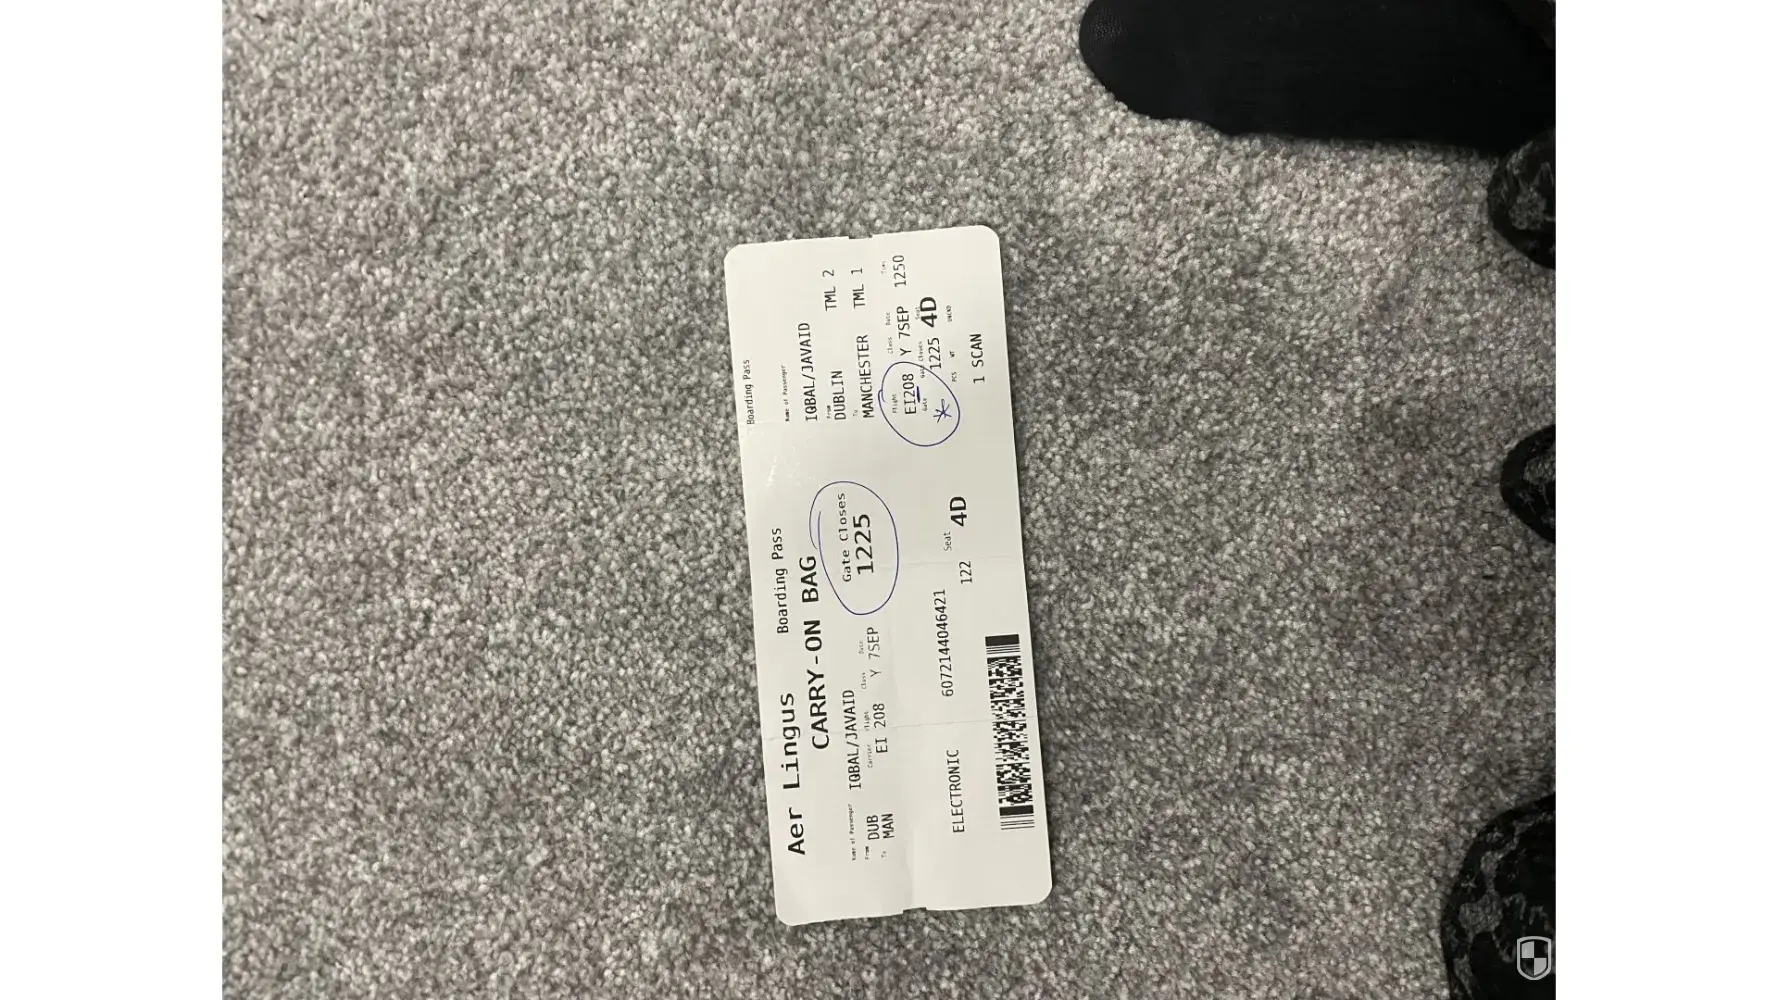 Aer Lingus Boarding Pass
CARRY-ON BAG
Name of Passenger IQBAL/JAVAID
Gate Closes
1225
From DUB
Carrier Flight Class Date
To MAN
EI 208 Y 7SEP
Seat
ELECTRONIC 6072144046421 122 4D
Boarding Pass
Name of Passenger
IQBAL/JAVAID
From
DUBLIN TML 2
To
MANCHESTER TML 1
Flight Class Date Time
EI208 Y 7SEP 1250
Gate Gate Closes Seat
1225 4D
PCS WT UNCKD
1 SCAN